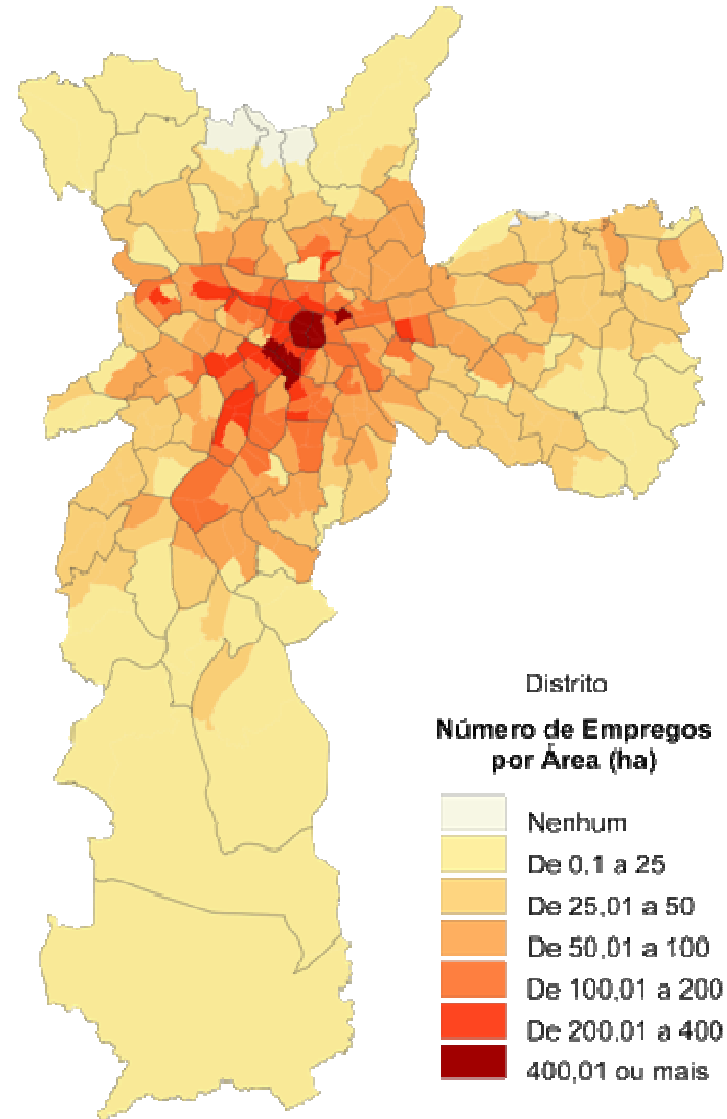 Distrito
Número de Empregos
por Área (ha)
Nenhum
De 0,1 a 25
De 25,01 a 50
De 50,01 a 100
De 100,01 a 200
De 200,01 a 400
400,01 ou mais